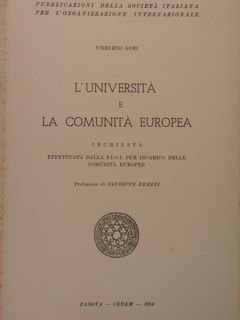 PUBBLICAZIONI DELLA SOCIETÀ ITALIANA
PER L'ORGANIZZAZIONE INTERNAZIONALE
UMBERTO GORI
L'UNIVERSITÀ
E
LA COMUNITÀ EUROPEA
INCHIESTA
EFFETTUATA DALLA S.I.O.I. PER INCARICO DELLE
COMUNITÀ EUROPEE
Prefazione di GIUSEPPE BEMINI
PADOVA — CEDAM — 1964